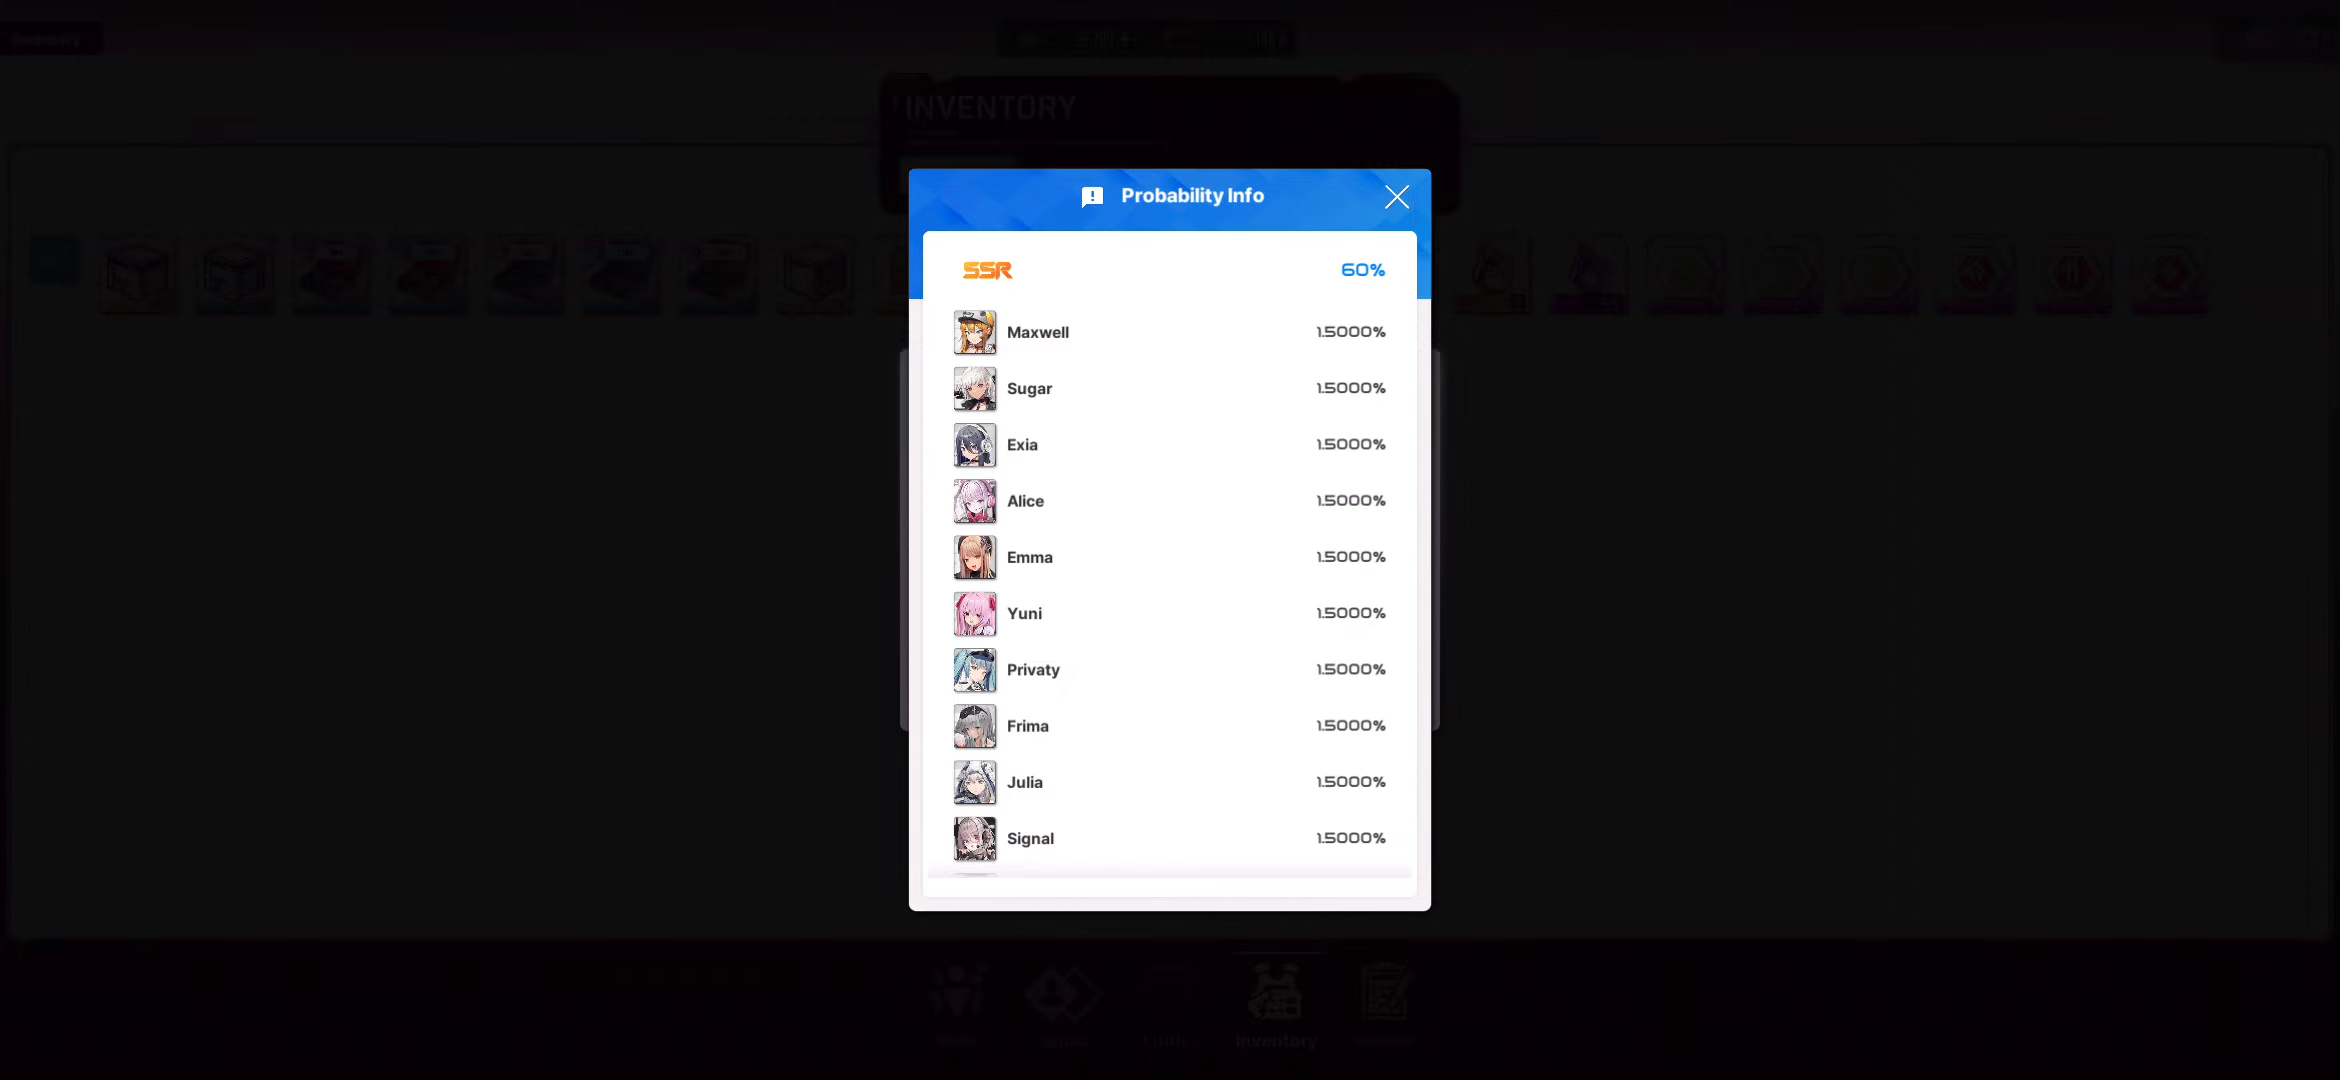 INVENTORY
Probability Info
SSR 60%
Maxwell 1.5000%
Sugar 1.5000%
Exia 1.5000%
Alice 1.5000%
Emma 1.5000%
Yuni 1.5000%
Privaty 1.5000%
Frima 1.5000%
Julia 1.5000%
Signal 1.5000%
Inventory